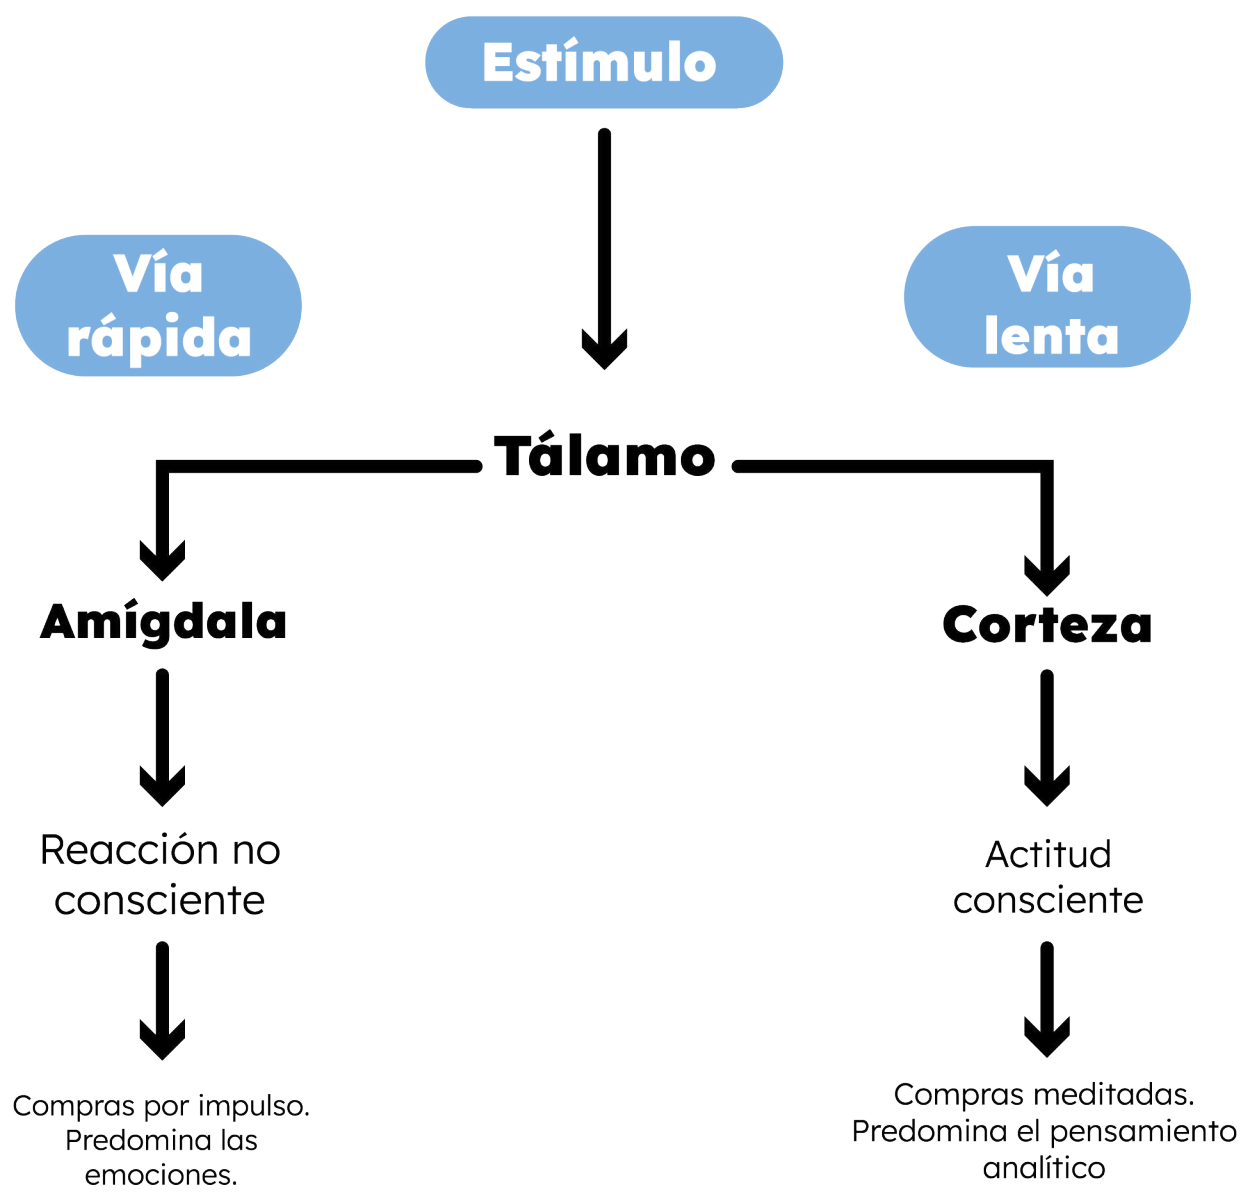 Estímulo
Vía
rápida
Vía
lenta
Tálamo
Amígdala
Corteza
Reacción no
consciente
Actitud
consciente
Compras por impulso.
Predomina las
emociones.
Compras meditadas.
Predomina el pensamiento
analítico